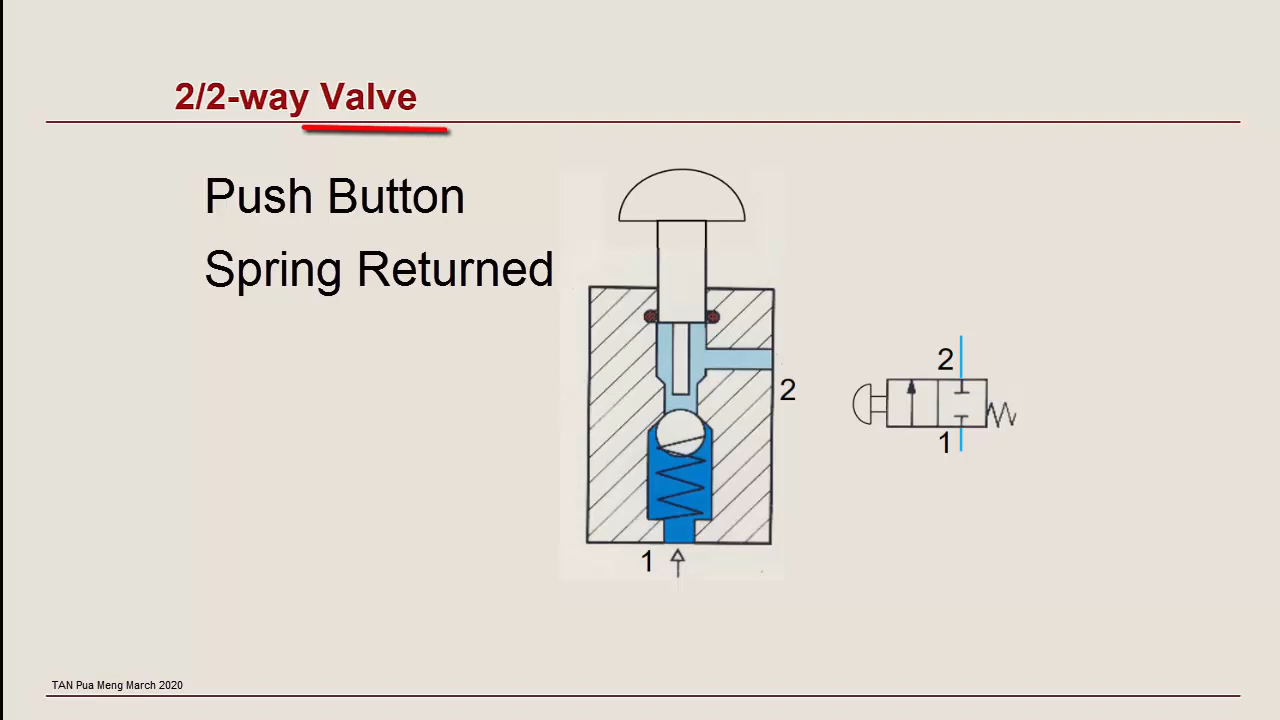 2/2-way Valve
Push Button
Spring Returned
2
2
1
1
TAN Pua Meng March 2020